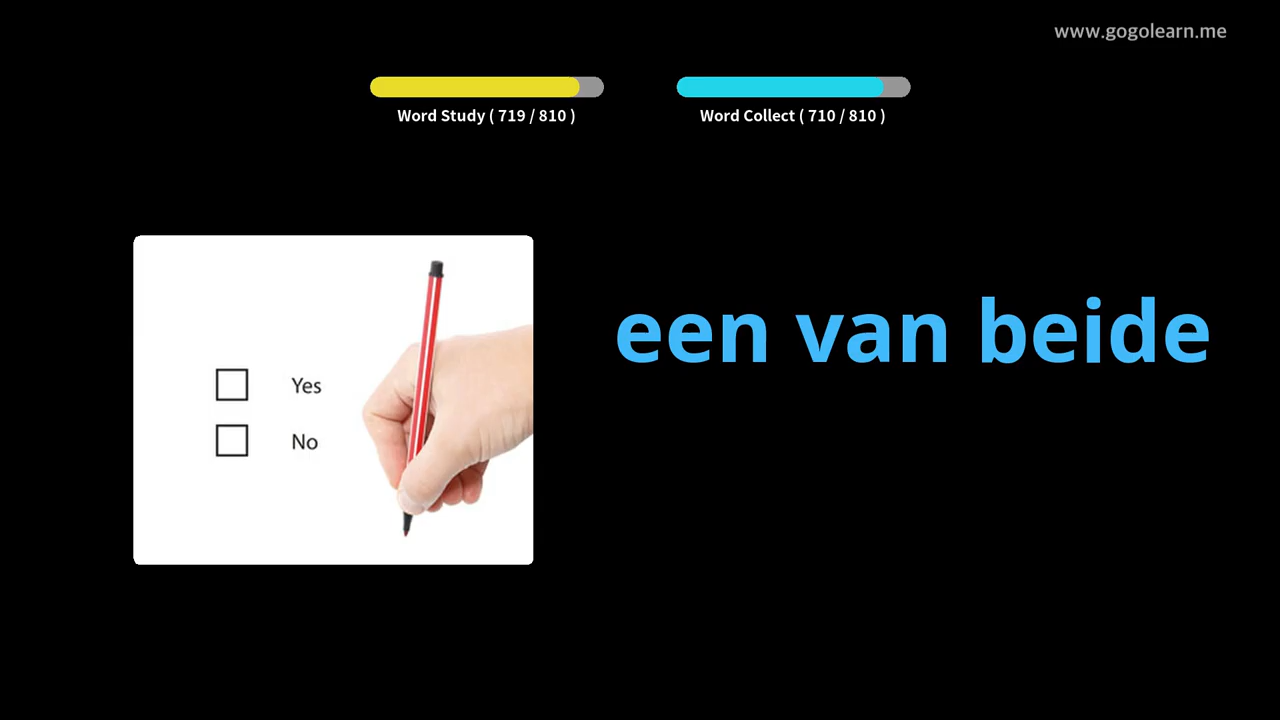 www.gogolearn.me
Word Study ( 719 / 810 )
Word Collect ( 710 / 810 )
een van beide
Yes
No